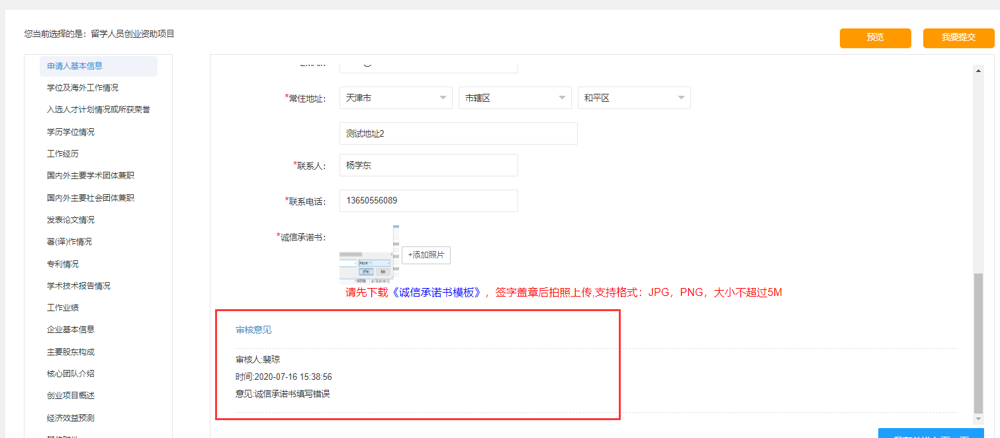 您当前选择的是：留学人员创业资助项目
预览
我要提交
申请人基本信息
学位及海外工作情况
入选人才计划情况或所获荣誉
学历学位情况
工作经历
国内外主要学术团体兼职
国内外主要社会团体兼职
发表论文情况
著(译)作情况
专利情况
学术技术报告情况
工作业绩
企业基本信息
主要股东构成
核心团队介绍
创业项目概述
经济效益预测
*常住地址：
天津市
市辖区
和平区
测试地址2
*联系人：
杨学东
*联系电话：
13650556089
*诚信承诺书：
+添加照片
请先下载《诚信承诺书模板》，签字盖章后拍照上传,支持格式：JPG，PNG，大小不超过5M
审核意见
审核人:裴琼
时间:2020-07-16 15:38:56
意见:诚信承诺书填写错误